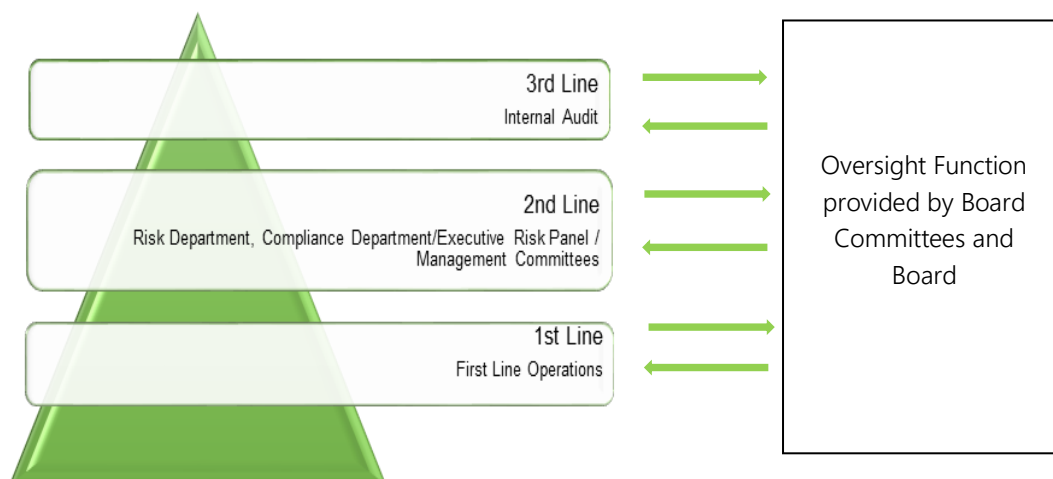 3rd Line
Internal Audit
2nd Line
Risk Department, Compliance Department/Executive Risk Panel /
Management Committees
1st Line
First Line Operations
Oversight Function
provided by Board
Committees and
Board